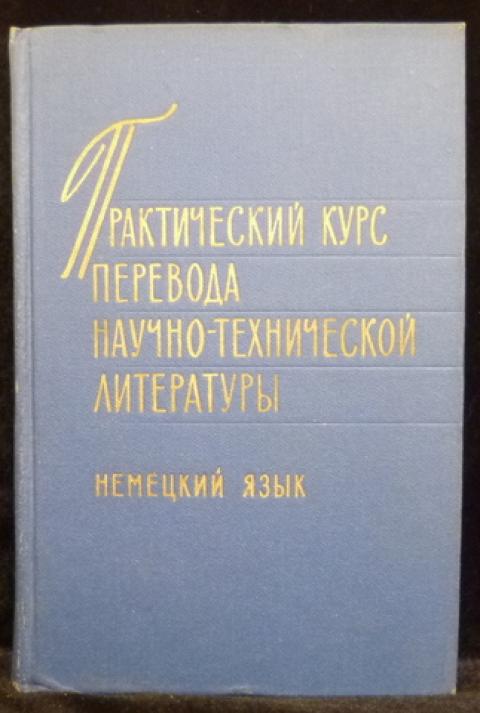 ПРАКТИЧЕСКИЙ КУРС
ПЕРЕВОДА
НАУЧНО-ТЕХНИЧЕСКОЙ
ЛИТЕРАТУРЫ
НЕМЕЦКИЙ ЯЗЫК